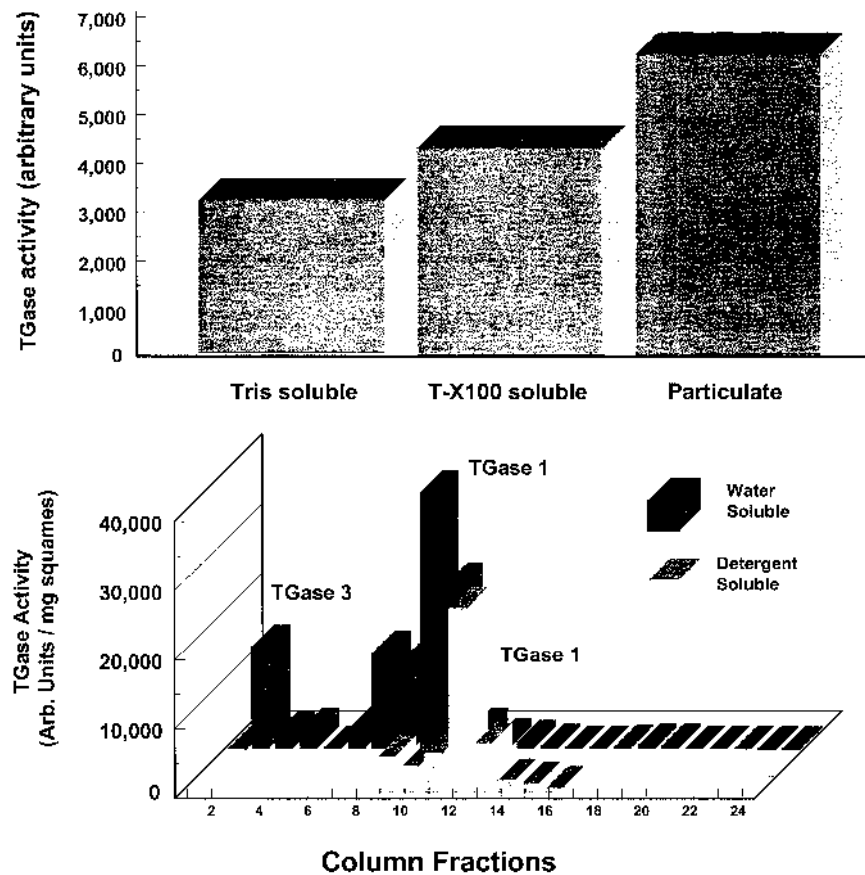 TGase activity (arbitrary units)
7,000
6,000
5,000
4,000
3,000
2,000
1,000
0
Tris soluble
T-X100 soluble
Particulate
TGase Activity
(Arb. Units / mg squames)
40,000
30,000
20,000
10,000
0
TGase 1
TGase 3
TGase 1
Water
Soluble
Detergent
Soluble
2 4 6 8 10 12 14 16 18 20 22 24
Column Fractions